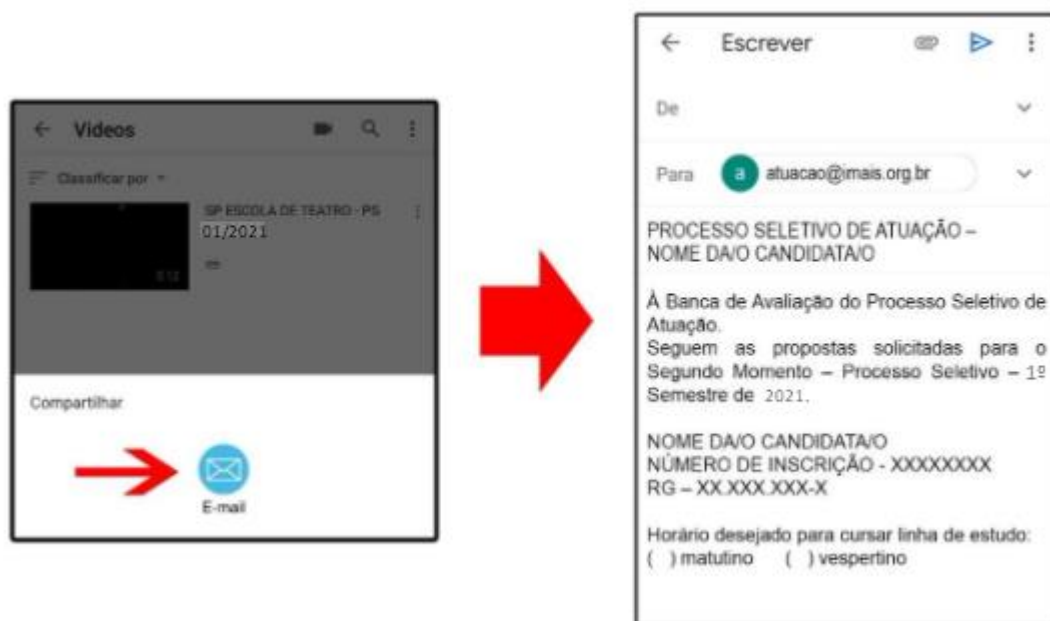 Videos
Classificar por
SP ESCOLA DE TEATRO - PS
01/2021
0:12
Compartilhar
E-mail
Escrever
De
Para a atuacao@imais.org.br
PROCESSO SELETIVO DE ATUAÇÃO –
NOME DA/O CANDIDATA/O
À Banca de Avaliação do Processo Seletivo de
Atuação.
Seguem as propostas solicitadas para o
Segundo Momento – Processo Seletivo – 1º
Semestre de 2021.
NOME DA/O CANDIDATA/O
NÚMERO DE INSCRIÇÃO - XXXXXXXX
RG – XX.XXX.XXX-X
Horário desejado para cursar linha de estudo:
( ) matutino ( ) vespertino